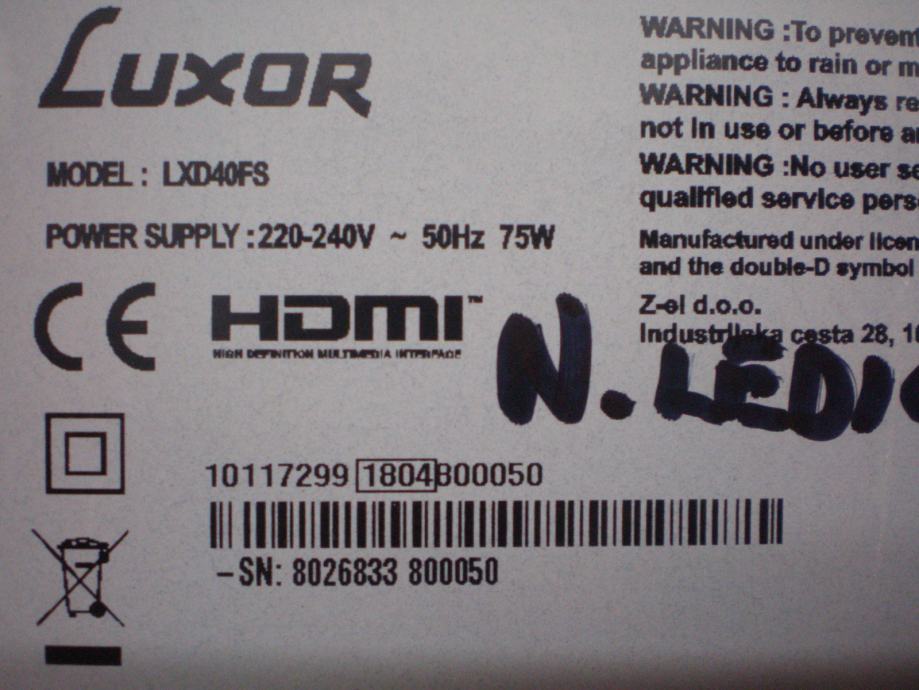 LUXOR
MODEL : LXD40FS
POWER SUPPLY :220-240V ~ 50Hz 75W
CE HDMI™
HIGH DEFINITION MULTIMEDIA INTERFACE
10117299 1804800050
-SN: 8026833 800050
WARNING :To prevent
appliance to rain or m
WARNING : Always re
not in use or before a
WARNING :No user se
qualified service pers
Manufactured under licen
and the double-D symbol
Z-el d.o.o.
Industrijska cesta 28, 1
N. LEDI